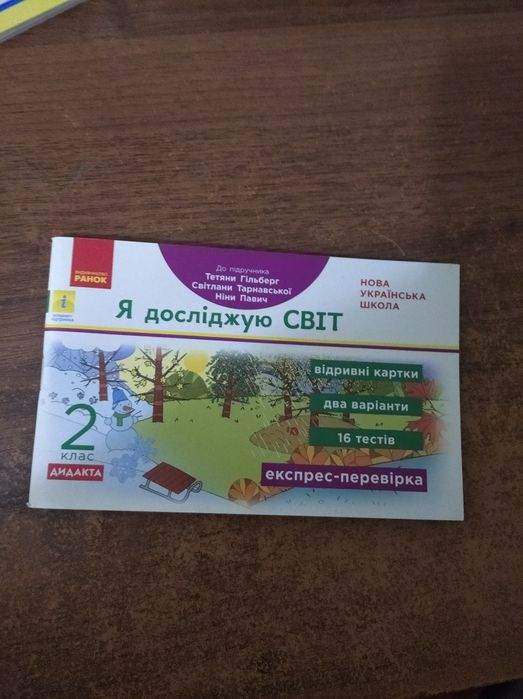 ВИДАВНИЦТВО
РАНОК
До підручника
Тетяни Гільберг
Світлани Тарнавської
Ніни Павич
НОВА
УКРАЇНСЬКА
ШКОЛА
i
Я досліджую СВІТ
відривні картки
два варіанти
16 тестів
експрес-перевірка
2
клас
ДИДАКТА